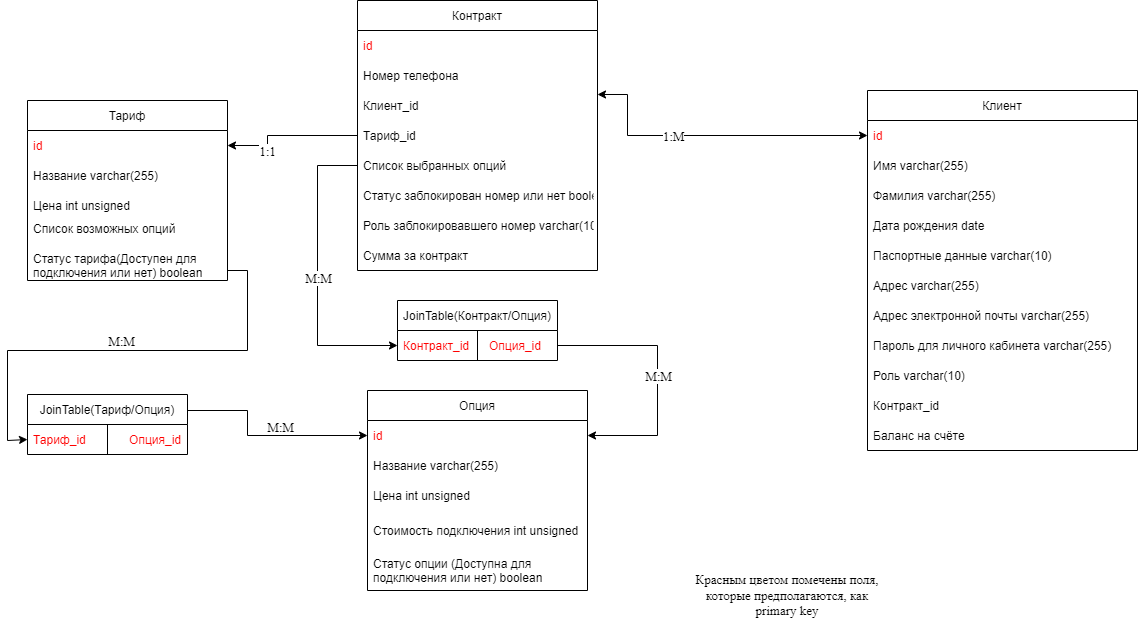 Контракт
id
Номер телефона
Клиент_id
Тариф_id
Список выбранных опций
Статус заблокирован номер или нет boole
Роль заблокировавшего номер varchar(10
Сумма за контракт
Тариф
id
Название varchar(255)
Цена int unsigned
Список возможных опций
Статус тарифа(Доступен для
подключения или нет) boolean
1:1
1:M
Клиент
id
Имя varchar(255)
Фамилия varchar(255)
Дата рождения date
Паспортные данные varchar(10)
Адрес varchar(255)
Адрес электронной почты varchar(255)
Пароль для личного кабинета varchar(255)
Роль varchar(10)
Контракт_id
Баланс на счёте
M:M
JoinTable(Контракт/Опция)
Контракт_id Опция_id
M:M
M:M
JoinTable(Тариф/Опция)
Тариф_id Опция_id
M:M
Опция
id
Название varchar(255)
Цена int unsigned
Стоимость подключения int unsigned
Статус опции (Доступна для
подключения или нет) boolean
Красным цветом помечены поля,
которые предполагаются, как
primary key